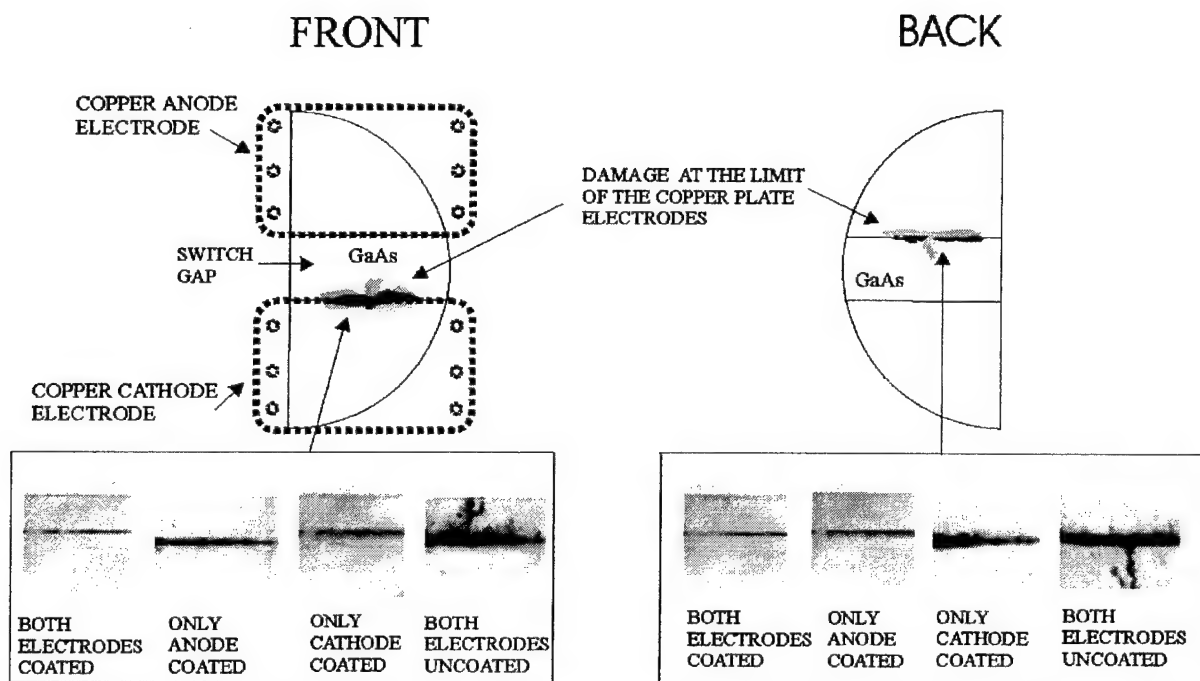 FRONT
BACK
COPPER ANODE
ELECTRODE
DAMAGE AT THE LIMIT
OF THE COPPER PLATE
ELECTRODES
SWITCH
GAP
GaAs
GaAs
COPPER CATHODE
ELECTRODE
BOTH
ELECTRODES
COATED
ONLY
ANODE
COATED
ONLY
CATHODE
COATED
BOTH
ELECTRODES
UNCOATED
BOTH
ELECTRODES
COATED
ONLY
ANODE
COATED
ONLY
CATHODE
COATED
BOTH
ELECTRODES
UNCOATED